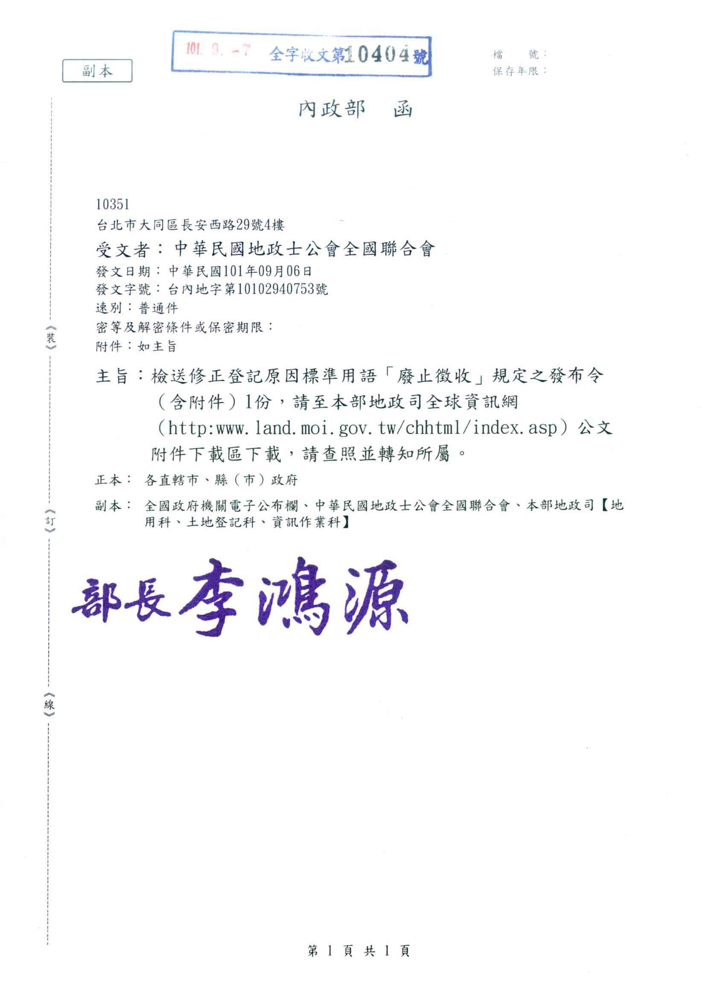 101. 9. -7 全字收文第10404號
副本
檔 號：
保存年限：
內政部 函
10351
台北市大同區長安西路29號4樓
受文者：中華民國地政士公會全國聯合會
發文日期：中華民國101年09月06日
發文字號：台內地字第10102940753號
速別：普通件
密等及解密條件或保密期限：
附件：如主旨
主旨：檢送修正登記原因標準用語「廢止徵收」規定之發布令
（含附件）1份，請至本部地政司全球資訊網
（http:www.land.moi.gov.tw/chhtml/index.asp）公文
附件下載區下載，請查照並轉知所屬。
正本：各直轄市、縣（市）政府
副本：全國政府機關電子公布欄、中華民國地政士公會全國聯合會、本部地政司【地
用科、土地登記科、資訊作業科】
部長李鴻源
《裝》
《訂》
《線》
第 1 頁 共 1 頁